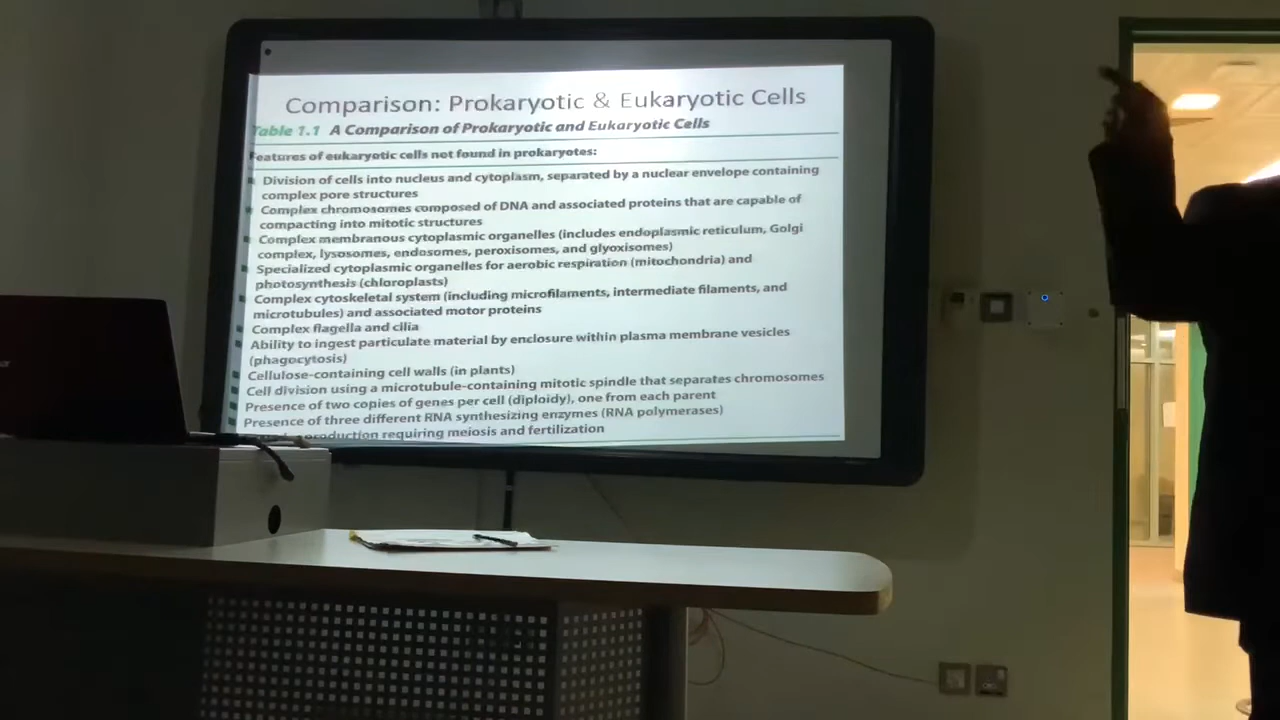 Comparison: Prokaryotic & Eukaryotic Cells
Table 1.1 A Comparison of Prokaryotic and Eukaryotic Cells
Features of eukaryotic cells not found in prokaryotes:
Division of cells into nucleus and cytoplasm, separated by a nuclear envelope containing
complex pore structures
Complex chromosomes composed of DNA and associated proteins that are capable of
compacting into mitotic structures
Complex membranous cytoplasmic organelles (includes endoplasmic reticulum, Golgi
complex, lysosomes, endosomes, peroxisomes, and glyoxisomes)
Specialized cytoplasmic organelles for aerobic respiration (mitochondria) and
photosynthesis (chloroplasts)
Complex cytoskeletal system (including microfilaments, intermediate filaments, and
microtubules) and associated motor proteins
Complex flagella and cilia
Ability to ingest particulate material by enclosure within plasma membrane vesicles
(phagocytosis)
Cellulose-containing cell walls (in plants)
Cell division using a microtubule-containing mitotic spindle that separates chromosomes
Presence of two copies of genes per cell (diploidy), one from each parent
Presence of three different RNA synthesizing enzymes (RNA polymerases)
requiring meiosis and fertilization